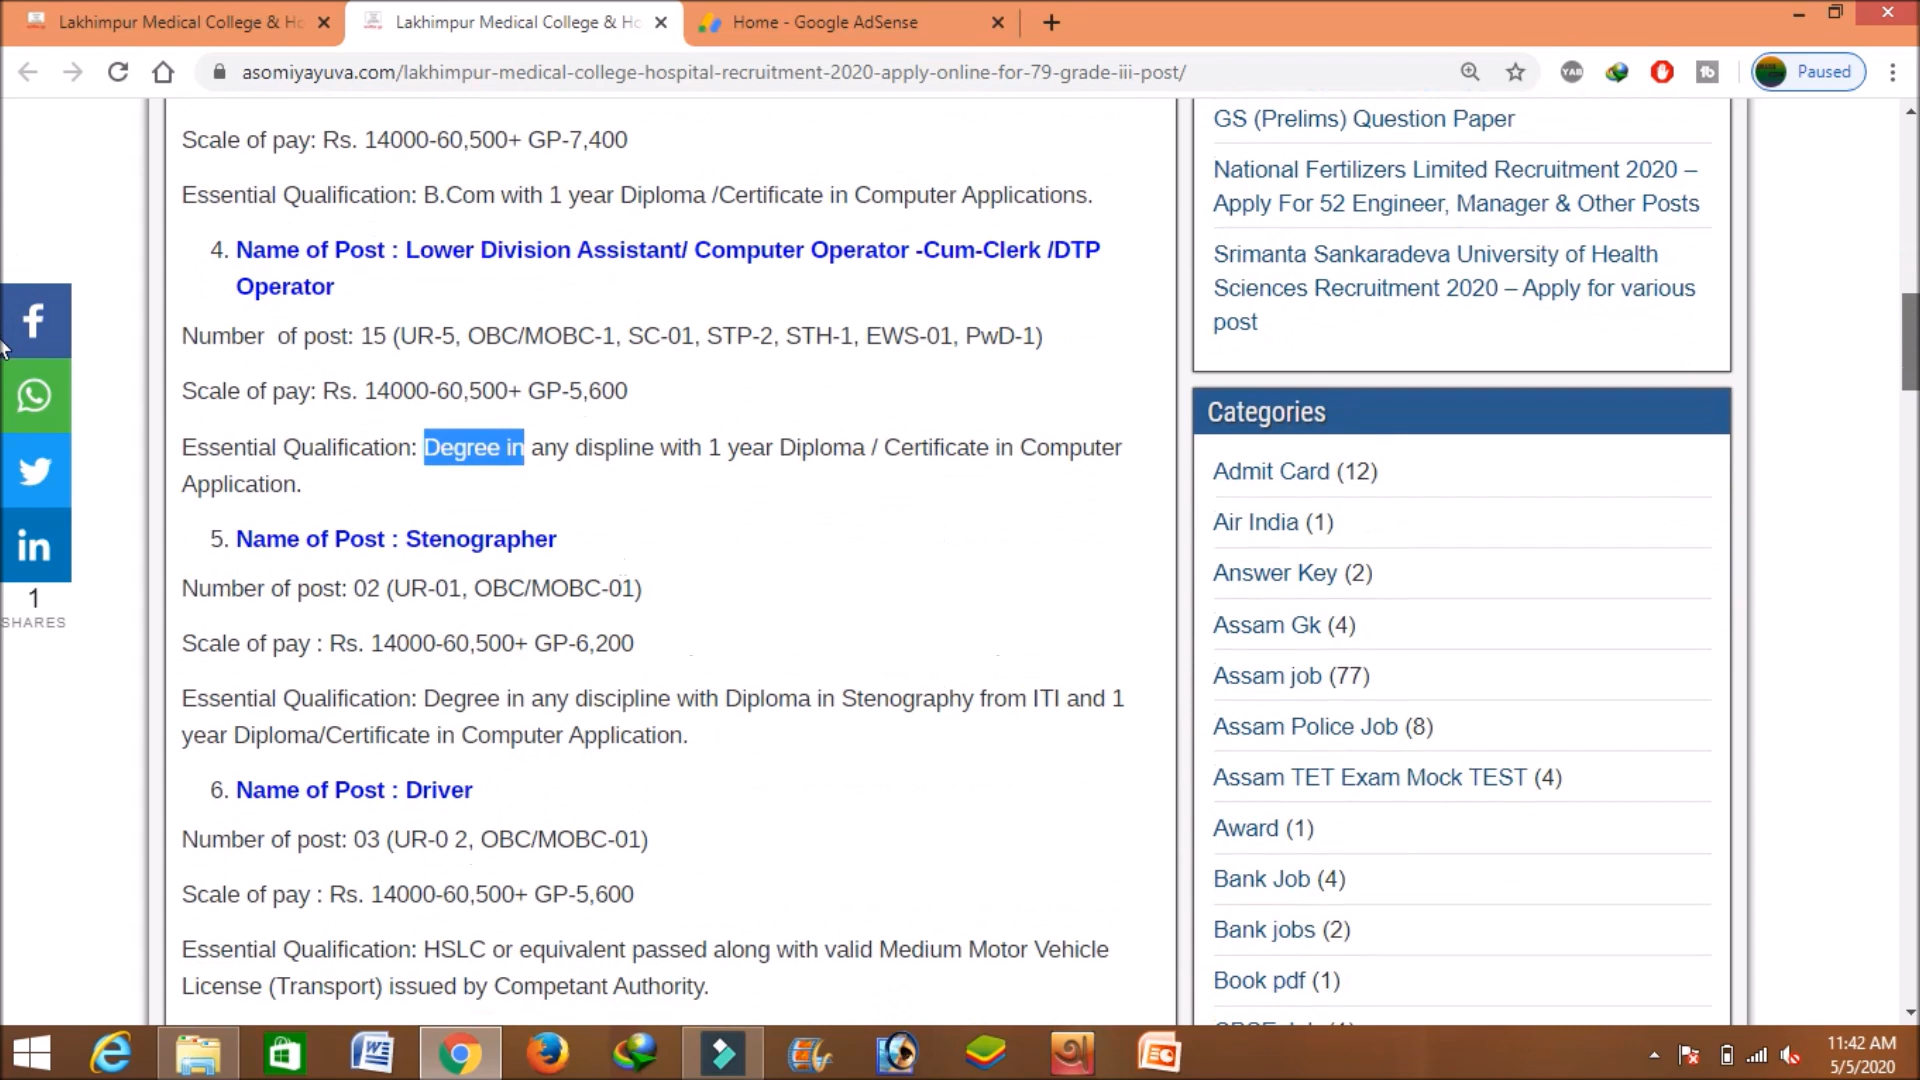 Lakhimpur Medical College & Ho
Lakhimpur Medical College & Ho
Home - Google AdSense
asomiyayuva.com/lakhimpur-medical-college-hospital-recruitment-2020-apply-online-for-79-grade-iii-post/
YAB
Paused
Scale of pay: Rs. 14000-60,500+ GP-7,400
Essential Qualification: B.Com with 1 year Diploma /Certificate in Computer Applications.
4. Name of Post : Lower Division Assistant/ Computer Operator -Cum-Clerk /DTP
Operator
Number of post: 15 (UR-5, OBC/MOBC-1, SC-01, STP-2, STH-1, EWS-01, PwD-1)
Scale of pay: Rs. 14000-60,500+ GP-5,600
Essential Qualification: Degree in any displine with 1 year Diploma / Certificate in Computer
Application.
5. Name of Post : Stenographer
Number of post: 02 (UR-01, OBC/MOBC-01)
Scale of pay : Rs. 14000-60,500+ GP-6,200
Essential Qualification: Degree in any discipline with Diploma in Stenography from ITI and 1
year Diploma/Certificate in Computer Application.
6. Name of Post : Driver
Number of post: 03 (UR-0 2, OBC/MOBC-01)
Scale of pay : Rs. 14000-60,500+ GP-5,600
Essential Qualification: HSLC or equivalent passed along with valid Medium Motor Vehicle
License (Transport) issued by Competant Authority.
1
SHARES
GS (Prelims) Question Paper
National Fertilizers Limited Recruitment 2020 –
Apply For 52 Engineer, Manager & Other Posts
Srimanta Sankaradeva University of Health
Sciences Recruitment 2020 – Apply for various
post
Categories
Admit Card (12)
Air India (1)
Answer Key (2)
Assam Gk (4)
Assam job (77)
Assam Police Job (8)
Assam TET Exam Mock TEST (4)
Award (1)
Bank Job (4)
Bank jobs (2)
Book pdf (1)
11:42 AM
5/5/2020